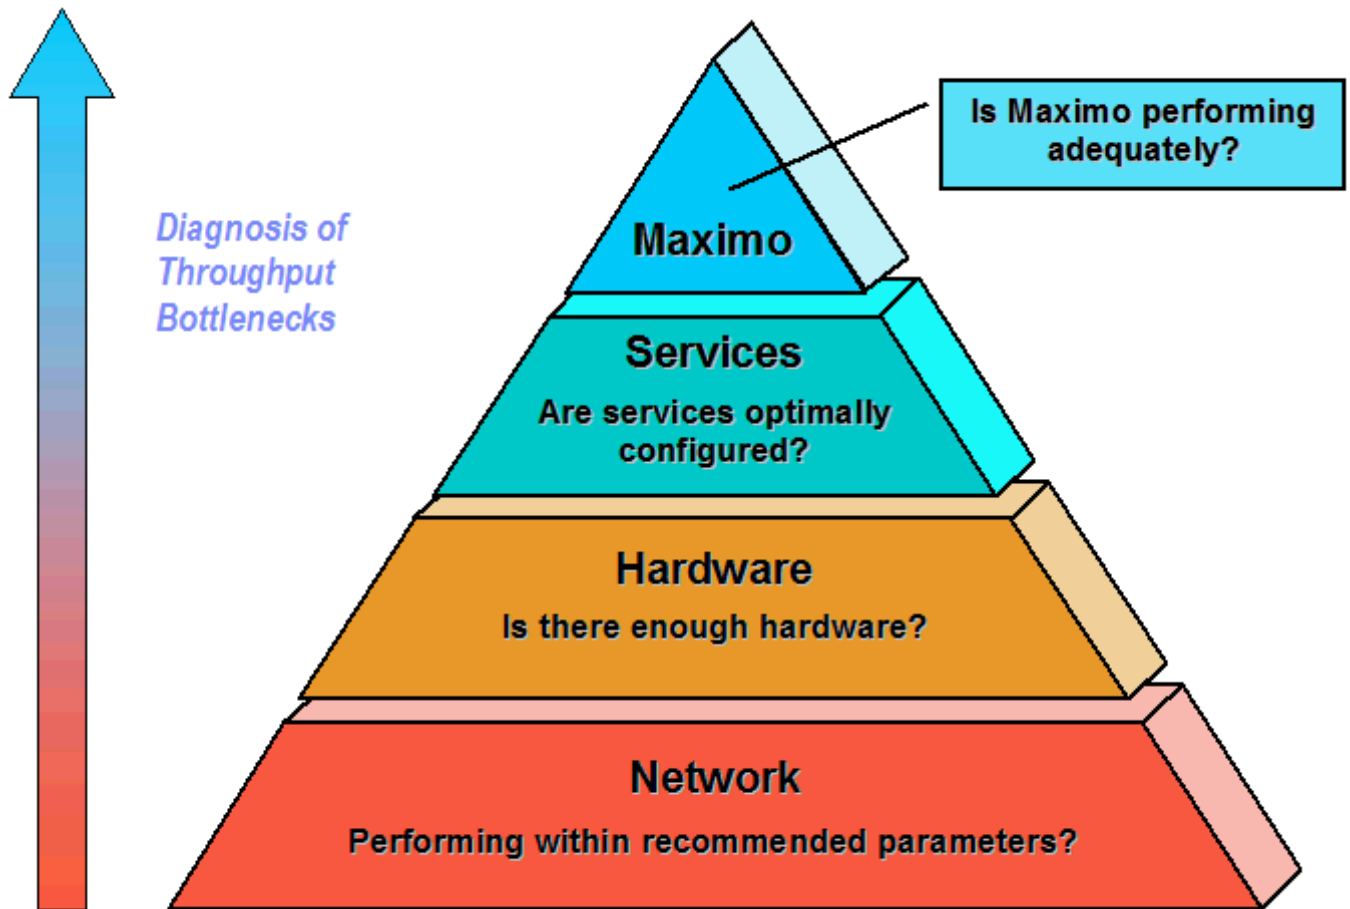 Is Maximo performing
adequately?
Diagnosis of
Throughput
Bottlenecks
Maximo
Services
Are services optimally
configured?
Hardware
Is there enough hardware?
Network
Performing within recommended parameters?